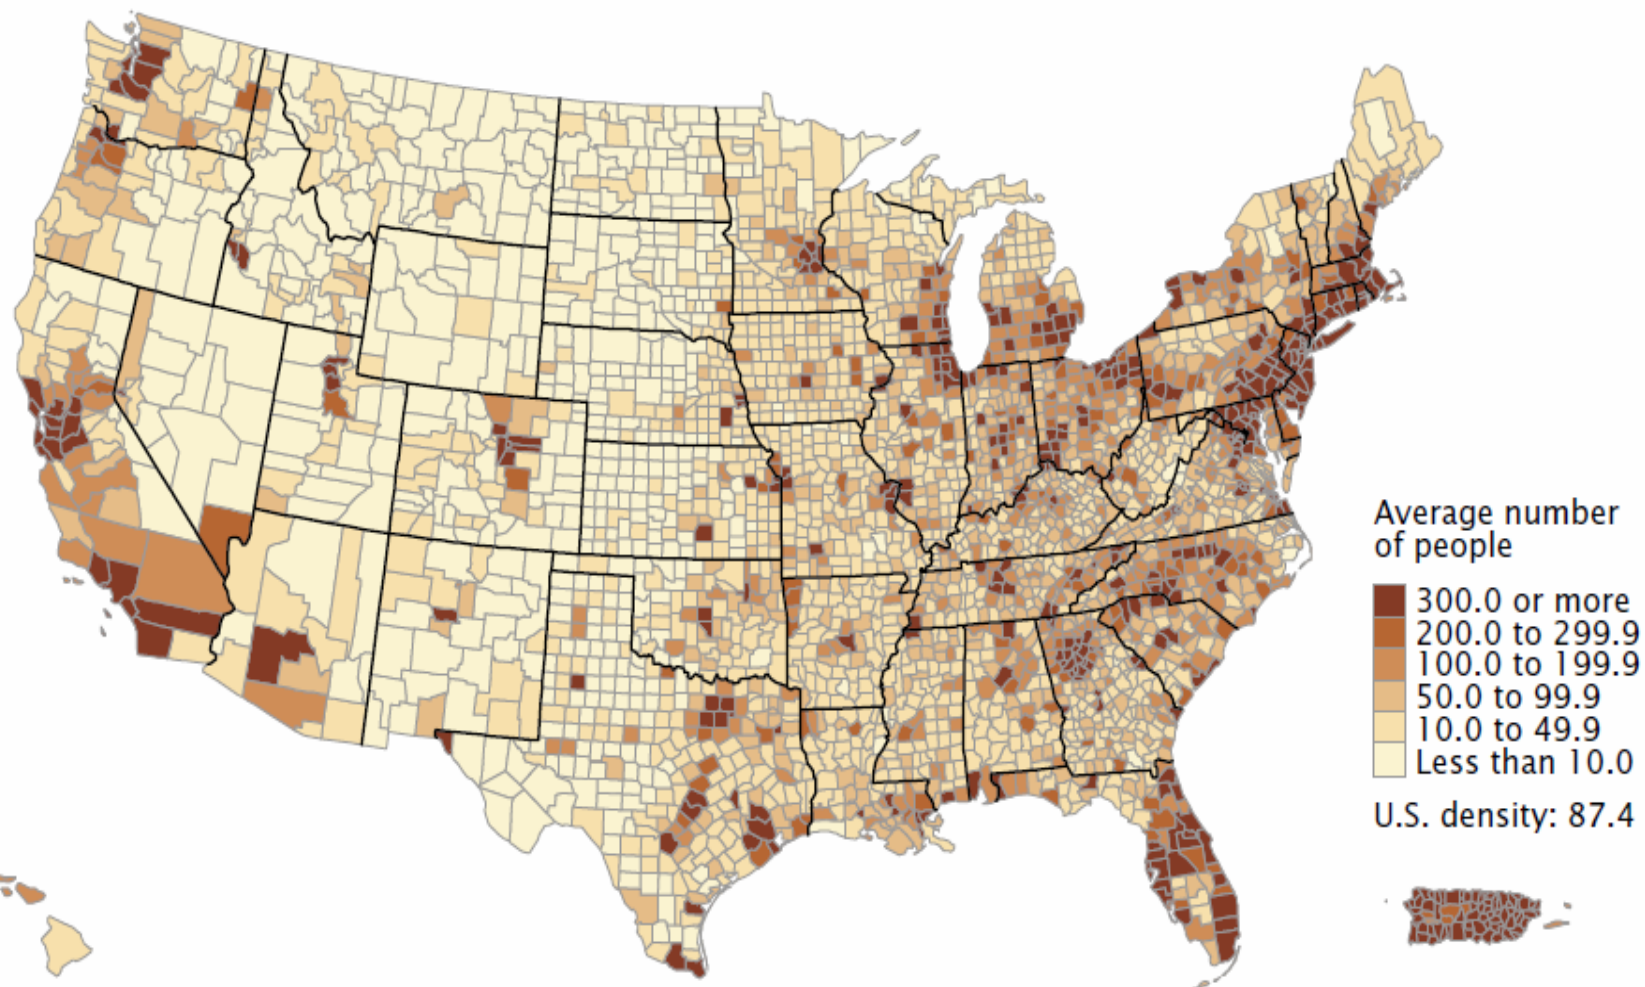 Average number
of people
300.0 or more
200.0 to 299.9
100.0 to 199.9
50.0 to 99.9
10.0 to 49.9
Less than 10.0
U.S. density: 87.4